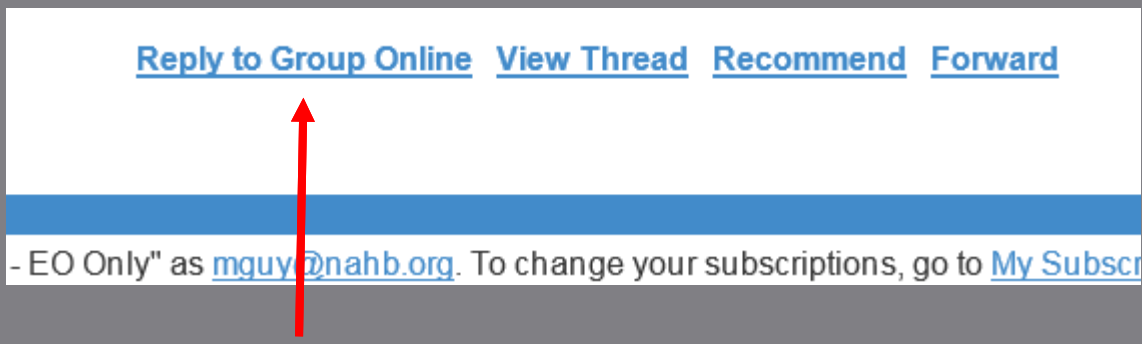 Reply to Group Online View Thread Recommend Forward
- EO Only" as mguy@nahb.org. To change your subscriptions, go to My Subscr